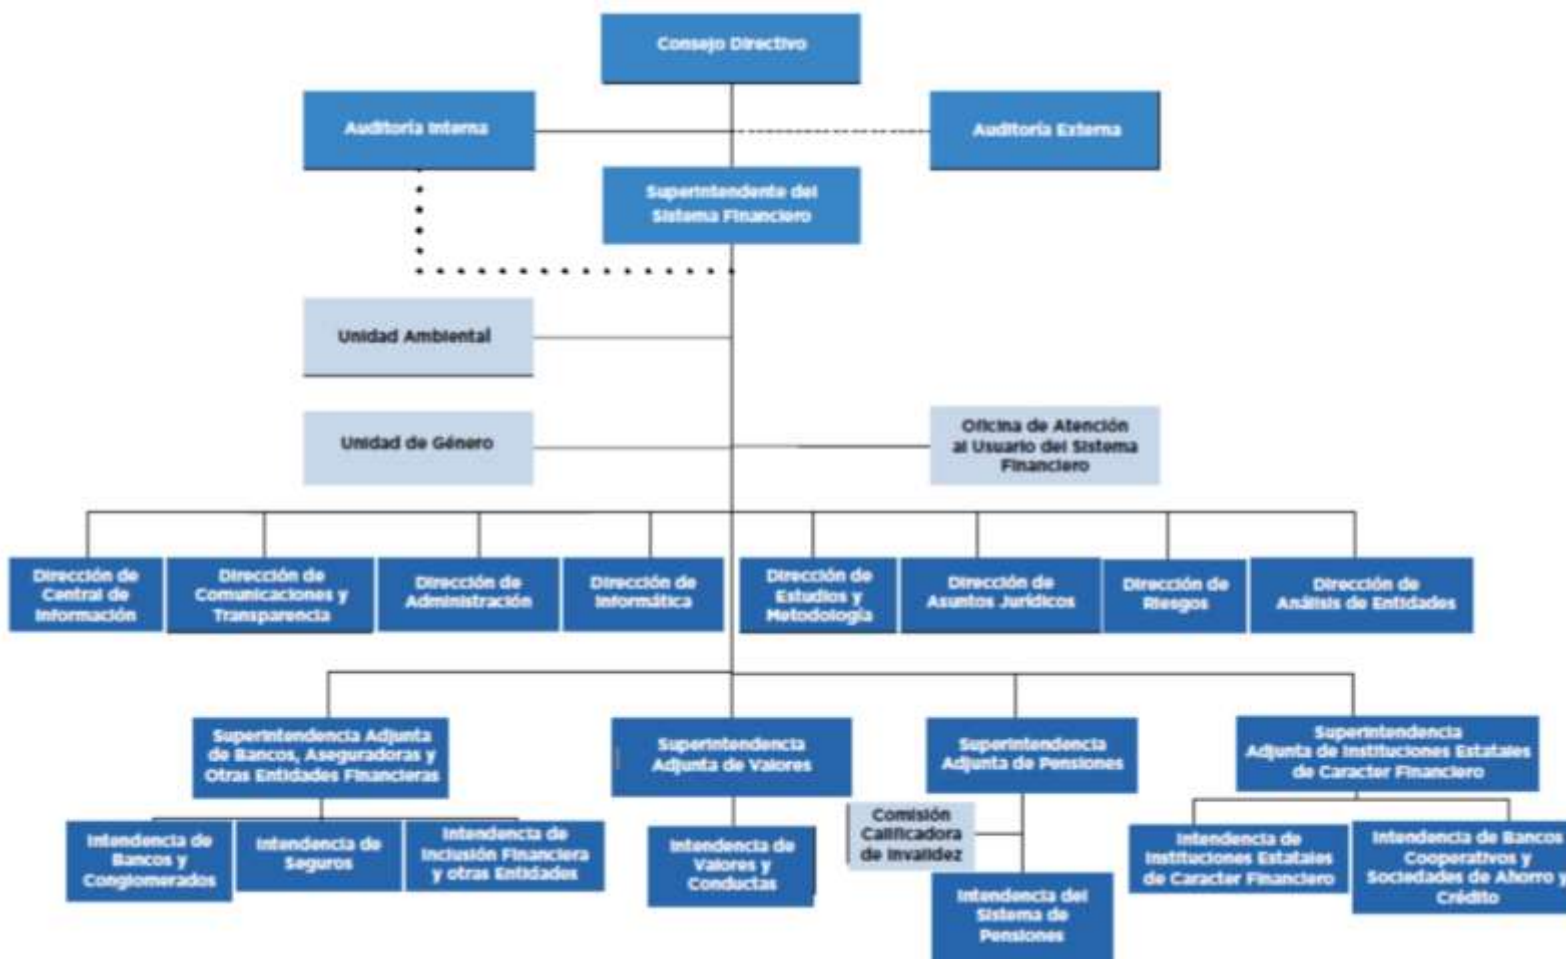 Consejo Directivo
Auditoría Interna
Auditoría Externa
Superintendente del
Sistema Financiero
Unidad Ambiental
Unidad de Género
Oficina de Atención
al Usuario del Sistema
Financiero
Dirección de
Central de
Información
Dirección de
Comunicaciones y
Transparencia
Dirección de
Administración
Dirección de
Informática
Dirección de
Estudios y
Metodología
Dirección de
Asuntos Jurídicos
Dirección de
Riesgos
Dirección de
Análisis de Entidades
Superintendencia Adjunta
de Bancos, Aseguradoras y
Otras Entidades Financieras
Superintendencia
Adjunta de Valores
Superintendencia
Adjunta de Pensiones
Superintendencia
Adjunta de Instituciones Estatales
de Caracter Financiero
Intendencia de
Bancos y
Conglomerados
Intendencia de
Seguros
Intendencia de
Inclusión Financiera
y otras Entidades
Intendencia de
Valores y
Conductas
Comisión
Calificadora
de Invalidez
Intendencia del
Sistema de
Pensiones
Intendencia de
Instituciones Estatales
de Caracter Financiero
Intendencia de Bancos
Cooperativos y
Sociedades de Ahorro y
Crédito